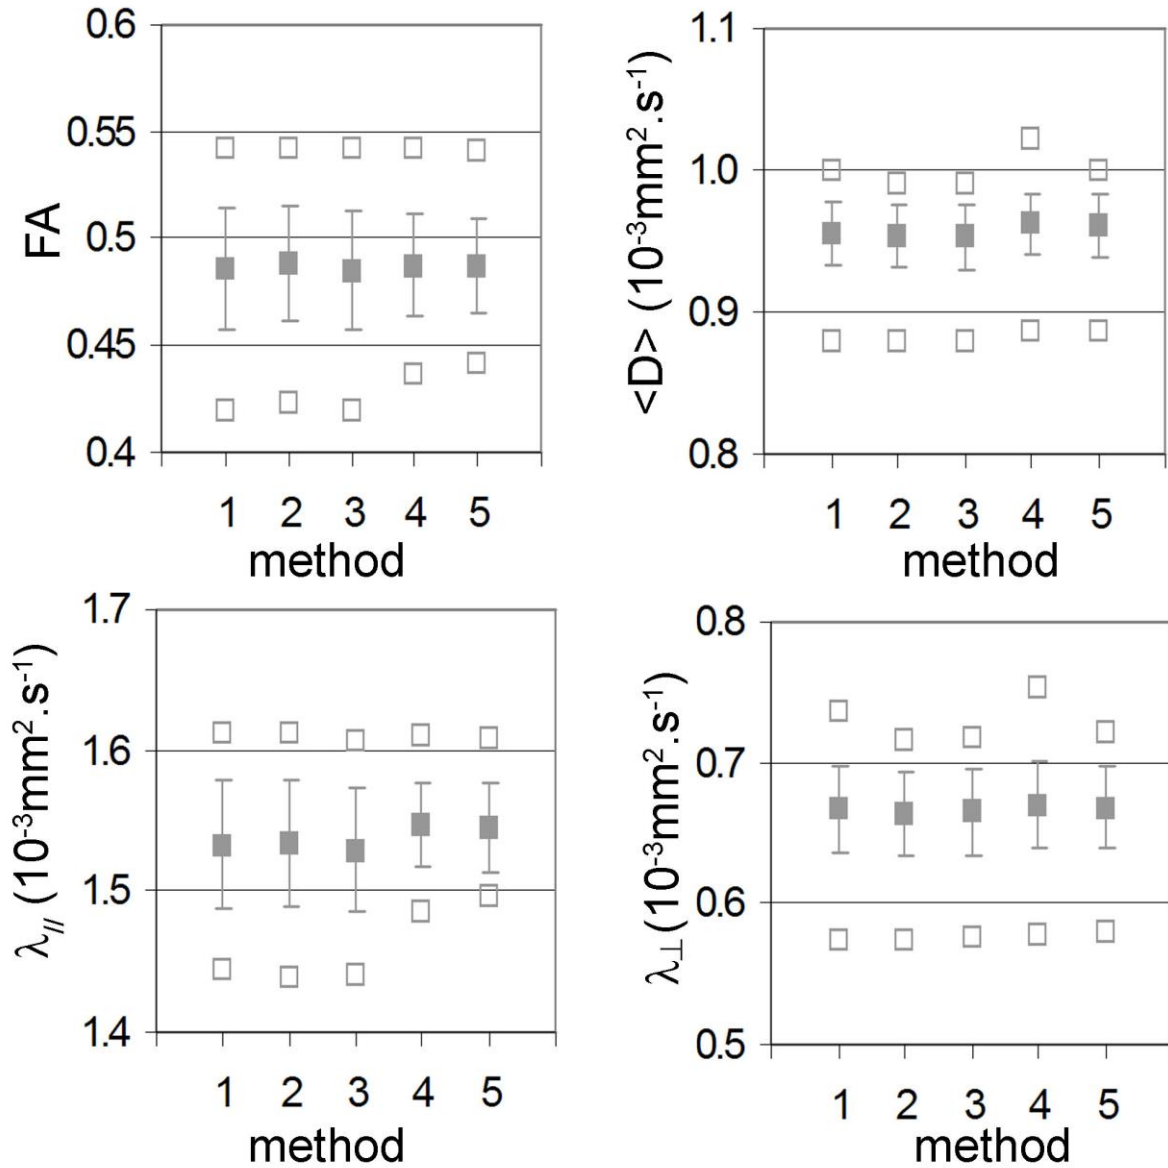 0.6
0.55
0.5
0.45
0.4
FA
1 2 3 4 5
method
1.1
1.0
0.9
0.8
<D> (10⁻³mm².s⁻¹)
1 2 3 4 5
method
1.7
1.6
1.5
1.4
λ// (10⁻³mm².s⁻¹)
1 2 3 4 5
method
0.8
0.7
0.6
0.5
λ⊥ (10⁻³mm².s⁻¹)
1 2 3 4 5
method